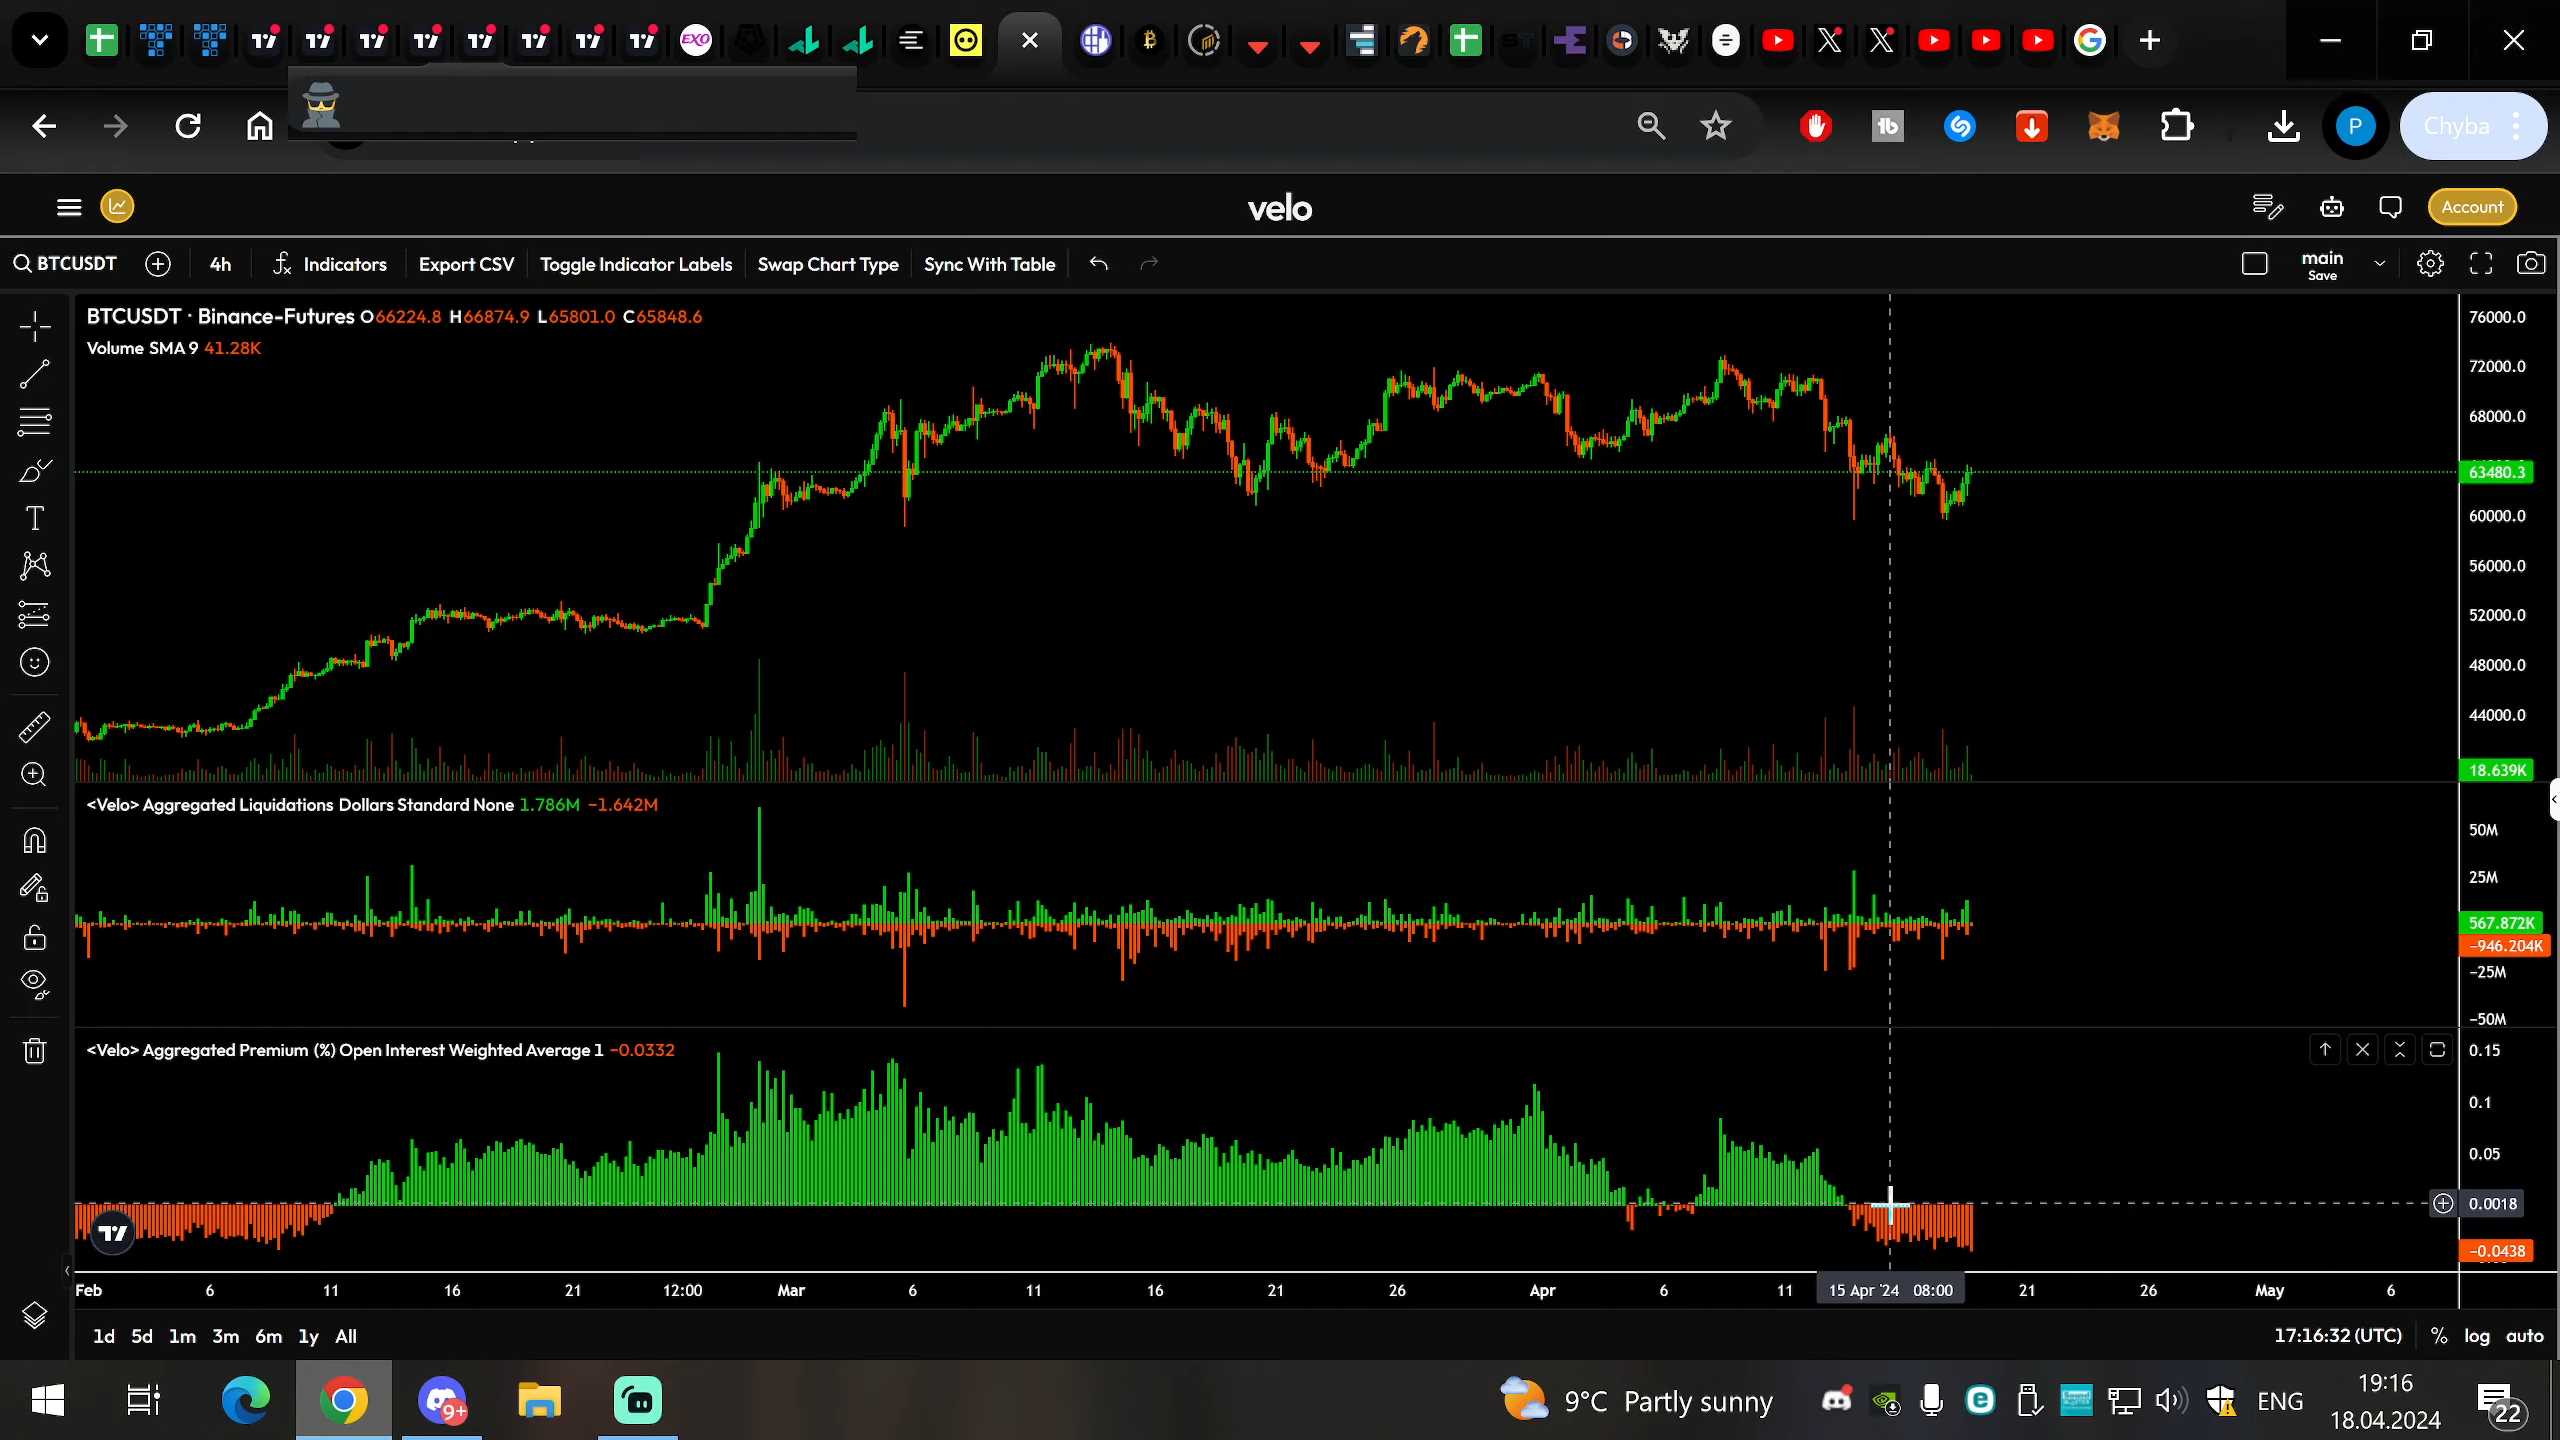 EXO
Chyba
P
velo
Account
BTCUSDT
4h
Indicators
Export CSV
Toggle Indicator Labels
Swap Chart Type
Sync With Table
main
Save
BTCUSDT · Binance-Futures O66224.8 H66874.9 L65801.0 C65848.6
Volume SMA 9 41.28K
76000.0
72000.0
68000.0
63480.3
60000.0
56000.0
52000.0
48000.0
44000.0
18.639K
<Velo> Aggregated Liquidations Dollars Standard None 1.786M −1.642M
50M
25M
567.872K
−946.204K
−25M
−50M
<Velo> Aggregated Premium (%) Open Interest Weighted Average 1 −0.0332
0.15
0.1
0.05
0.0018
−0.0438
Feb 6 11 16 21 12:00 Mar 6 11 16 21 26 Apr 6 11 15 Apr '24 08:00 21 26 May 6
1d 5d 1m 3m 6m 1y All
17:16:32 (UTC) % log auto
9+
9°C Partly sunny
ENG
19:16
18.04.2024
22